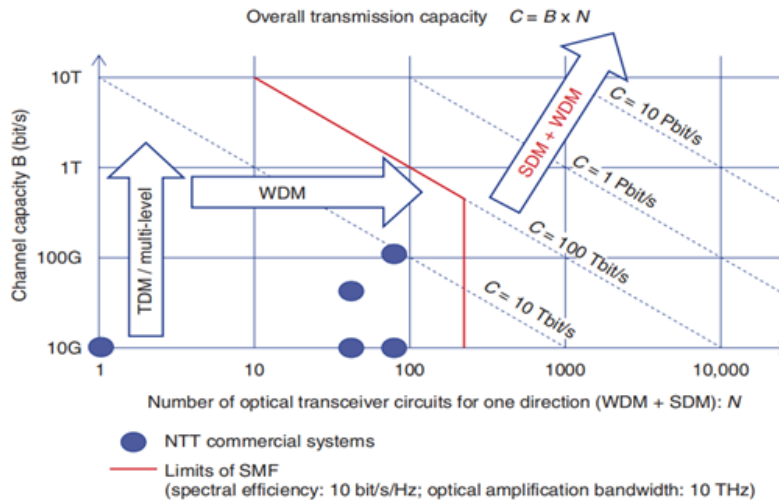 Overall transmission capacity C = B x N
Channel capacity B (bit/s)
10T
1T
100G
10G
TDM / multi-level
WDM
SDM + WDM
C = 10 Pbit/s
C = 1 Pbit/s
C = 100 Tbit/s
C = 10 Tbit/s
1
10
100
1000
10,000
Number of optical transceiver circuits for one direction (WDM + SDM): N
NTT commercial systems
Limits of SMF
(spectral efficiency: 10 bit/s/Hz; optical amplification bandwidth: 10 THz)